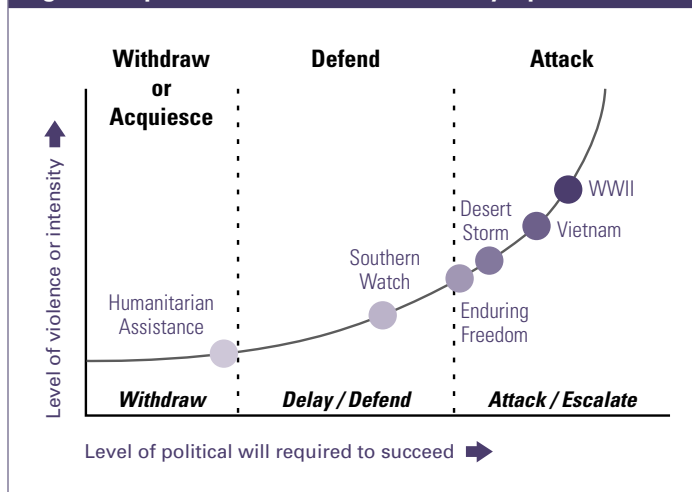 Withdraw
or
Acquiesce
Defend
Attack
Level of violence or intensity
WWII
Desert
Storm
Vietnam
Southern
Watch
Enduring
Freedom
Humanitarian
Assistance
Withdraw
Delay / Defend
Attack / Escalate
Level of political will required to succeed